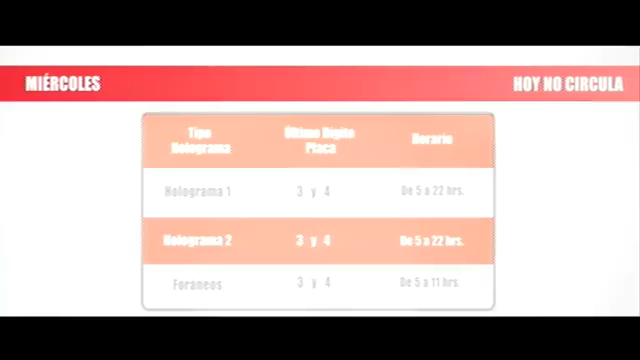 MIÉRCOLES HOY NO CIRCULA
Tipo Holograma Último Dígito Placa Horario
Holograma 1 3 y 4 De 5 a 22 hrs.
Holograma 2 3 y 4 De 5 a 22 hrs.
Foraneos 3 y 4 De 5 a 11 hrs.